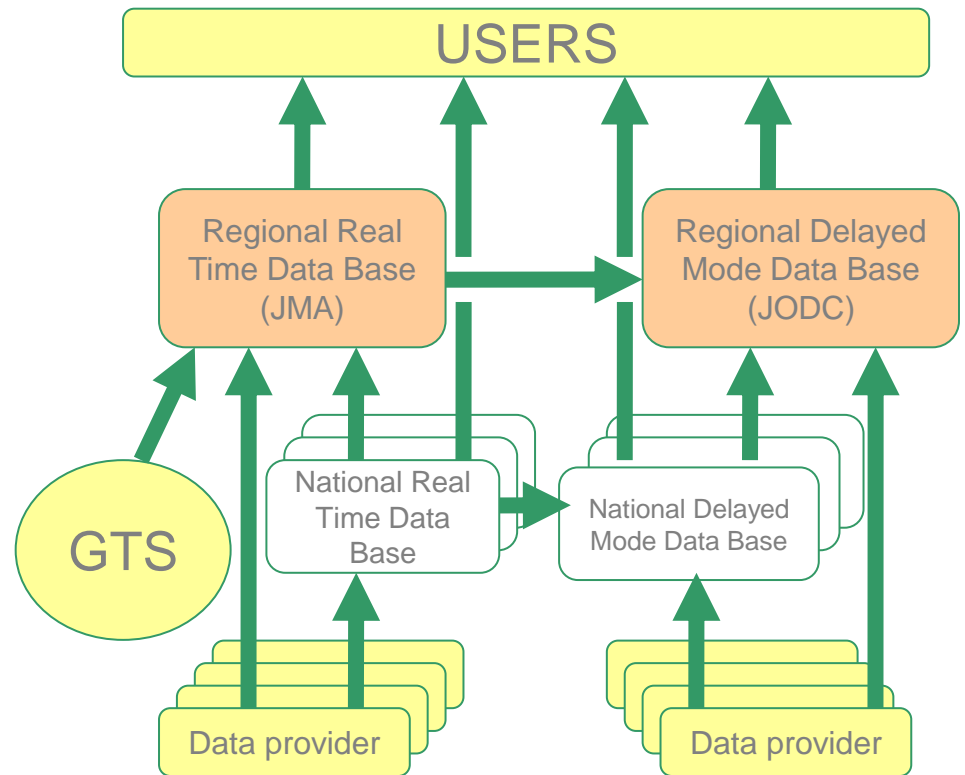 USERS
Regional Real
Time Data Base
(JMA)
Regional Delayed
Mode Data Base
(JODC)
GTS
National Real
Time Data
Base
National Delayed
Mode Data Base
Data provider
Data provider